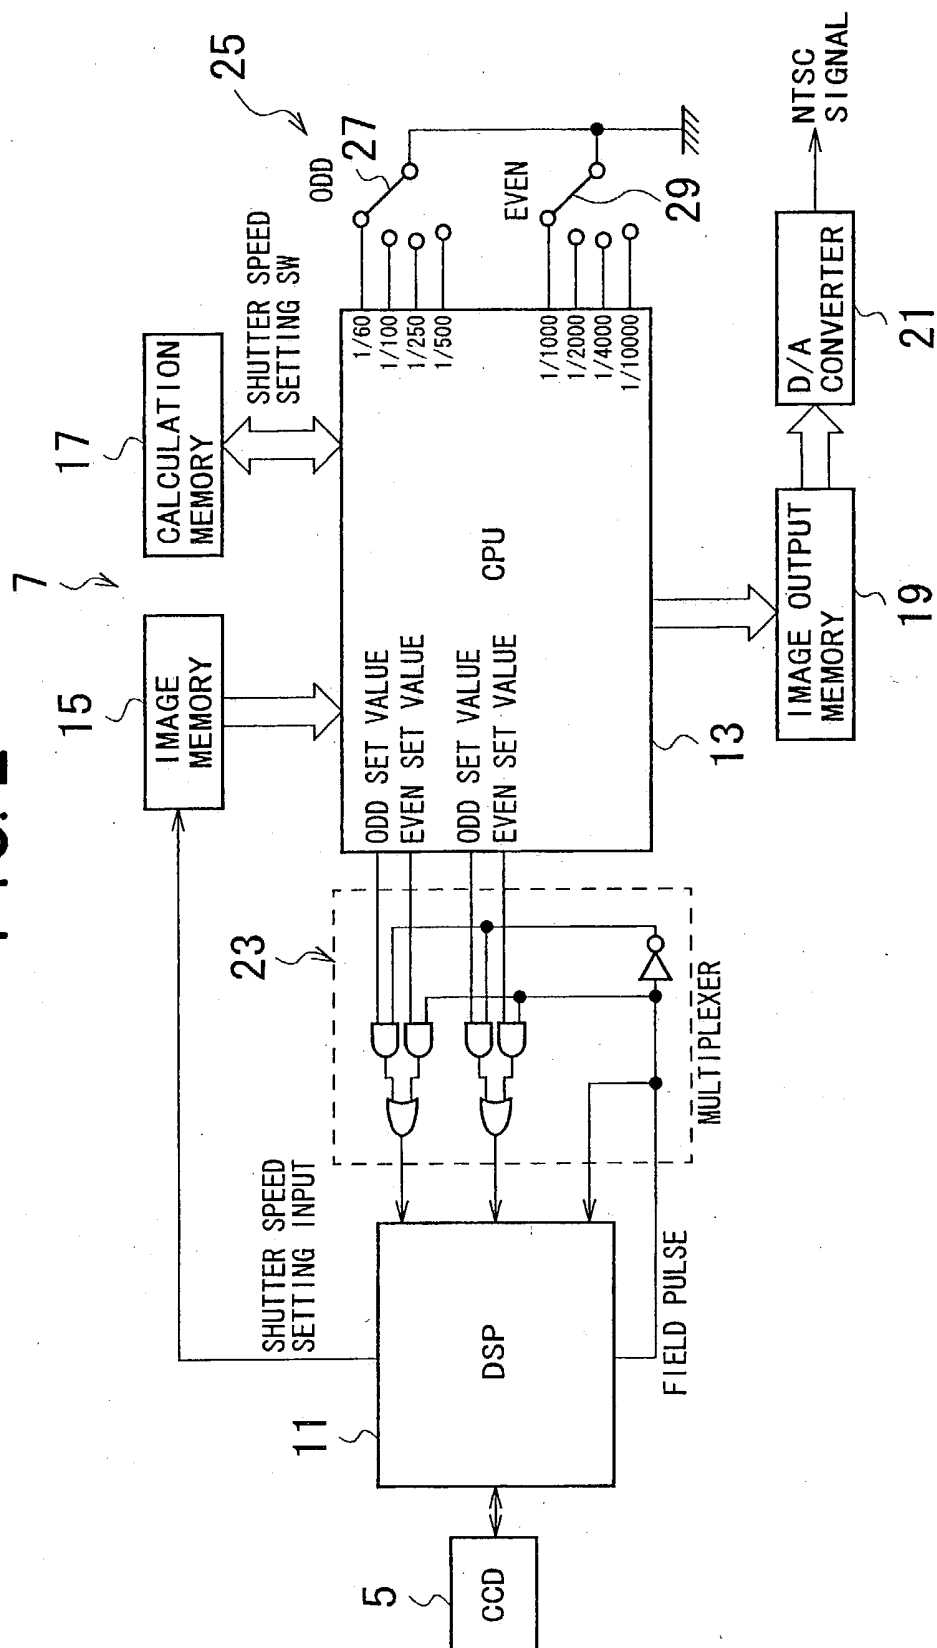 7
5
CCD
11
DSP
SHUTTER SPEED
SETTING INPUT
FIELD PULSE
15
IMAGE
MEMORY
17
CALCULATION
MEMORY
23
MULTIPLEXER
ODD SET VALUE
EVEN SET VALUE
ODD SET VALUE
EVEN SET VALUE
CPU
13
SHUTTER SPEED
SETTING SW
25
1/60
1/100
1/250
1/500
ODD
27
1/1000
1/2000
1/4000
1/10000
EVEN
29
IMAGE OUTPUT
MEMORY
19
D/A
CONVERTER
21
NTSC
SIGNAL